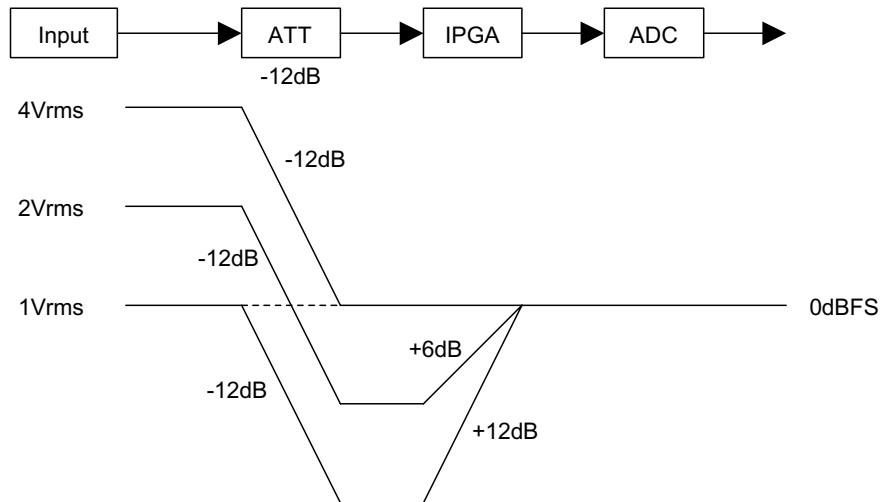 Input ATT IPGA ADC
-12dB
4Vrms
-12dB
2Vrms
-12dB
1Vrms 0dBFS
+6dB
-12dB
+12dB